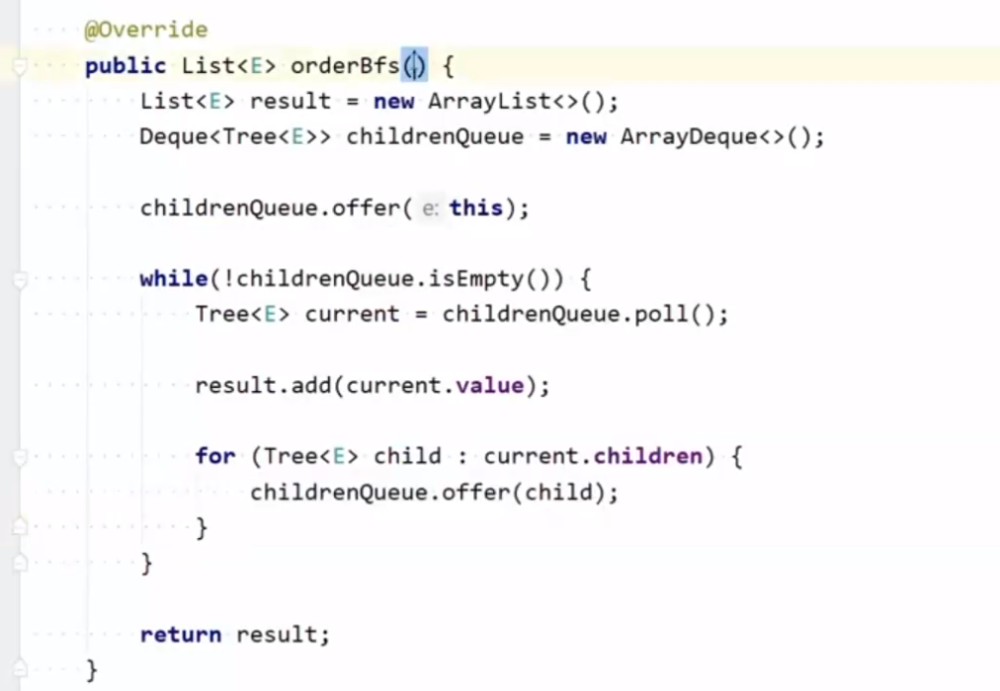 @Override
public List<E> orderBfs() {
List<E> result = new ArrayList<>();
Deque<Tree<E>> childrenQueue = new ArrayDeque<>();
childrenQueue.offer( e: this);
while(!childrenQueue.isEmpty()) {
Tree<E> current = childrenQueue.poll();
result.add(current.value);
for (Tree<E> child : current.children) {
childrenQueue.offer(child);
}
}
return result;
}